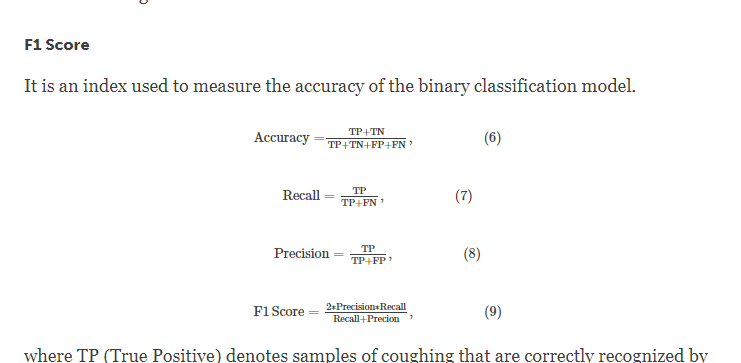 F1 Score
It is an index used to measure the accuracy of the binary classification model.
Accuracy = TP+TN / TP+TN+FP+FN , (6)
Recall = TP / TP+FN , (7)
Precision = TP / TP+FP , (8)
F1 Score = 2*Precision*Recall / Recall+Precion , (9)
where TP (True Positive) denotes samples of coughing that are correctly recognized by